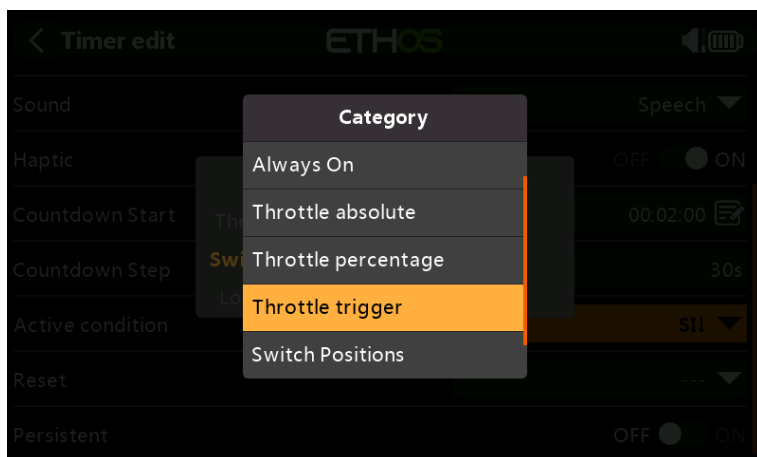 Timer edit ETHOS
Sound Speech
Category
Haptic OFF ON
Always On
Countdown Start 00:02:00
Throttle absolute
Countdown Step 30s
Throttle percentage
Active condition
Throttle trigger
Switch Positions
Reset ---
Persistent OFF ON